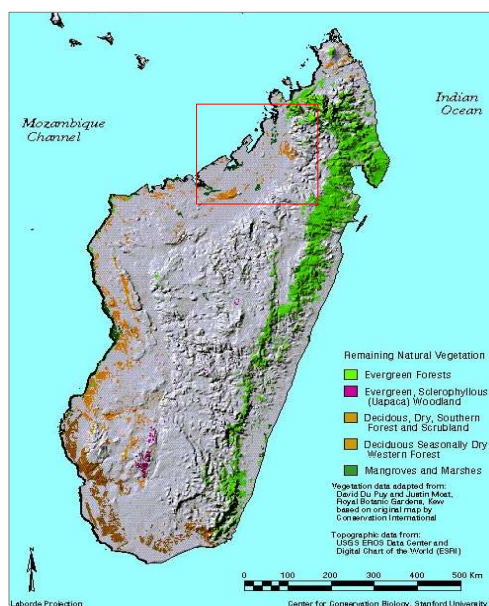 Mozambique
Channel
Indian
Ocean
Remaining Natural Vegetation
Evergreen Forests
Evergreen, Sclerophyllous
(Uapaca) Woodland
Decidous, Dry, Southern
Forest and Scrubland
Deciduous Seasonally Dry
Western Forest
Mangroves and Marshes
Vegetation data adapted from:
David Du Puy and Justin Moat,
Royal Botanic Gardens, Kew
based on original map by
Conservation International
Topographic data from:
USGS EROS Data Center and
Digital Chart of the World (ESRI)
100 0 100 200 300 400 500 Km
Laborde Projection
Center for Conservation Biology, Stanford University